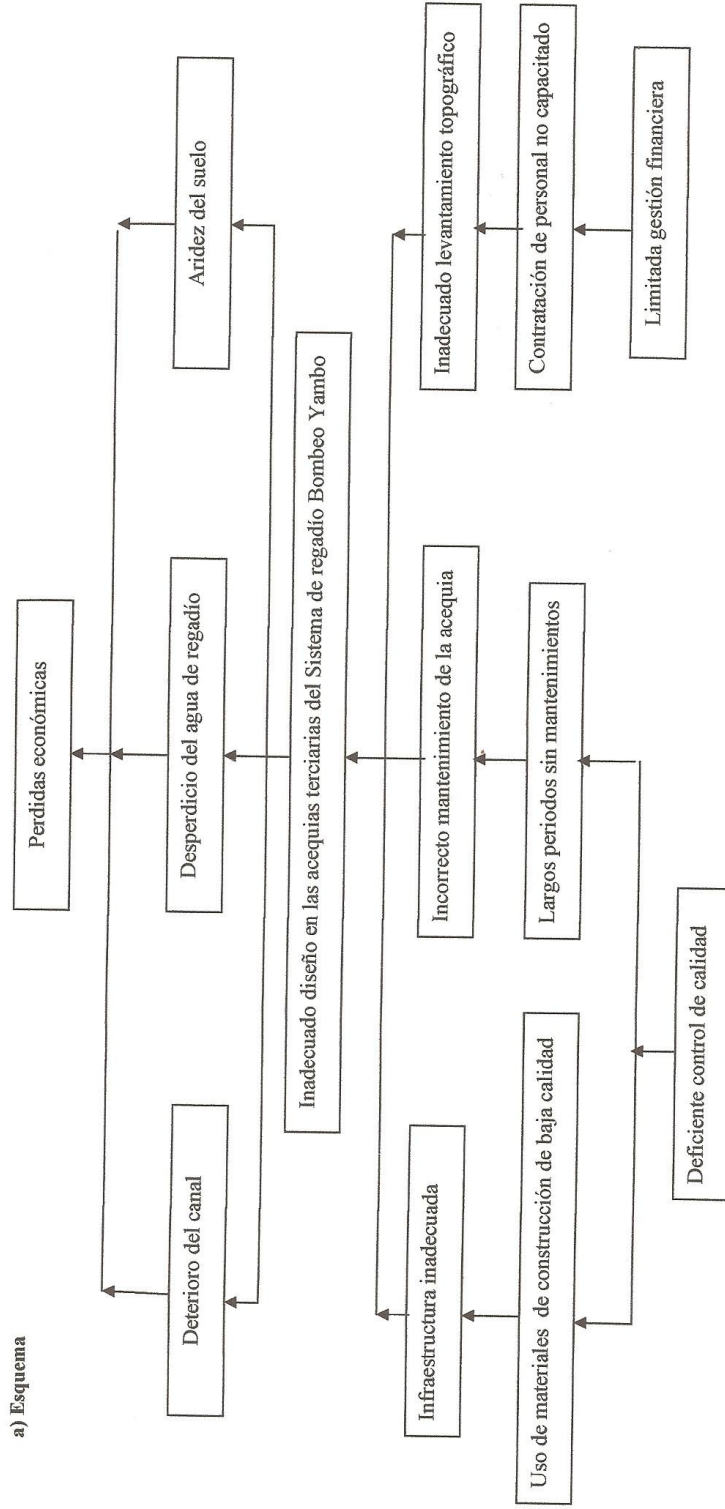 a) Esquema
Perdidas económicas
Deterioro del canal
Desperdicio del agua de regadío
Aridez del suelo
Inadecuado diseño en las acequias terciarias del Sistema de regadío Bombeo Yambo
Infraestructura inadecuada
Incorrecto mantenimiento de la acequia
Inadecuado levantamiento topográfico
Uso de materiales de construcción de baja calidad
Largos periodos sin mantenimientos
Contratación de personal no capacitado
Deficiente control de calidad
Limitada gestión financiera